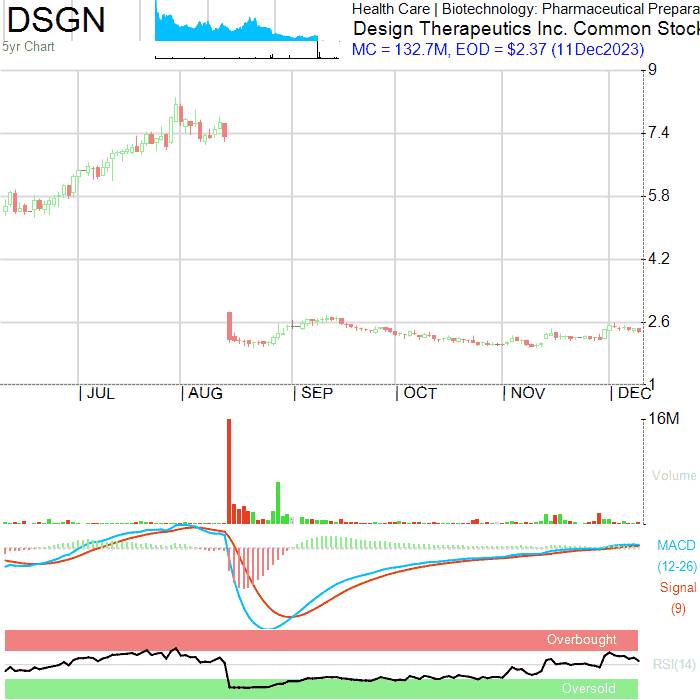 DSGN
5yr Chart
Health Care | Biotechnology: Pharmaceutical Prepara
Design Therapeutics Inc. Common Stock
MC = 132.7M, EOD = $2.37 (11Dec2023)
9
7.4
5.8
4.2
2.6
1
JUL
AUG
SEP
OCT
NOV
DEC
16M
Volume
MACD
(12-26)
Signal
(9)
Overbought
RSI(14)
Oversold